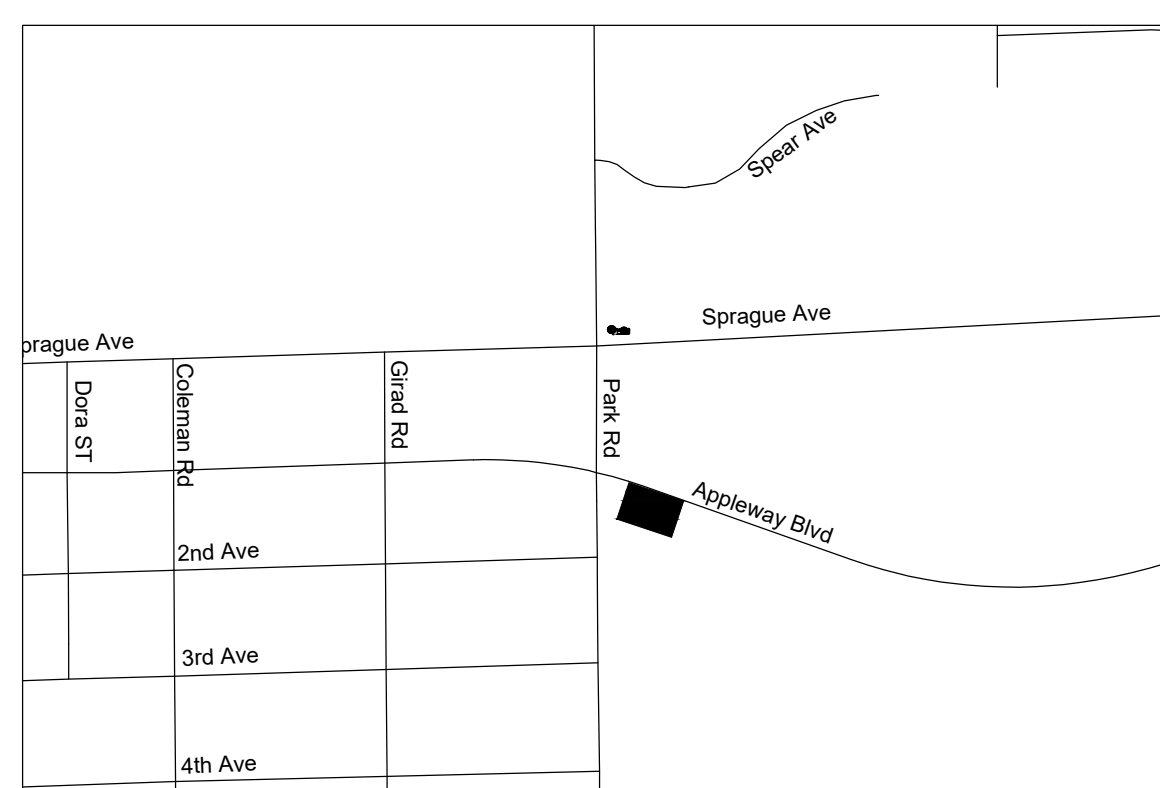 Spear Ave
Sprague Ave
prague Ave
Dora ST
Coleman Rd
Girad Rd
Park Rd
Appleway Blvd
2nd Ave
3rd Ave
4th Ave